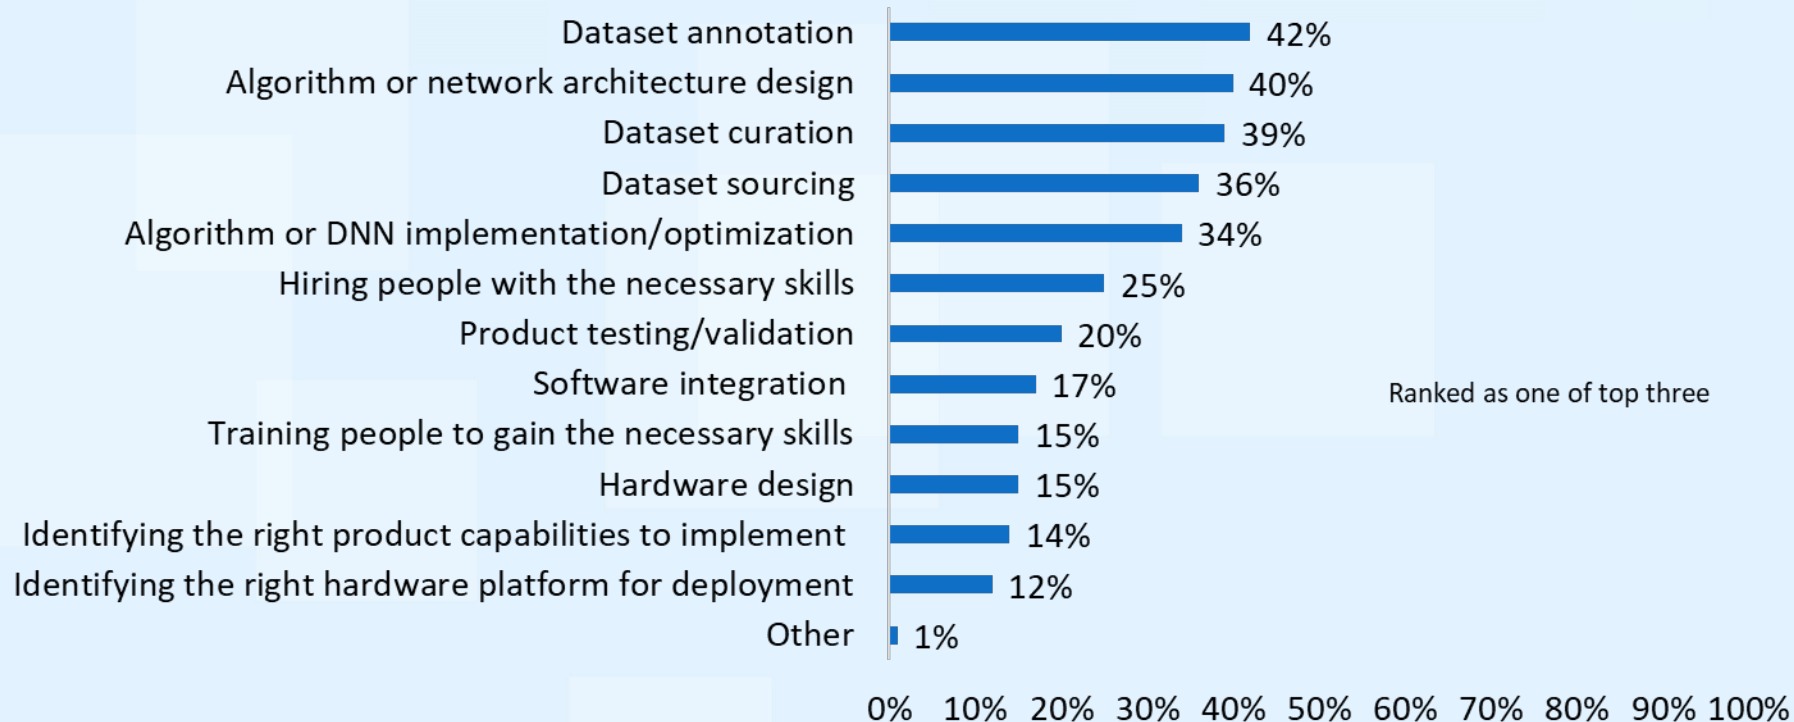 Dataset annotation 42%
Algorithm or network architecture design 40%
Dataset curation 39%
Dataset sourcing 36%
Algorithm or DNN implementation/optimization 34%
Hiring people with the necessary skills 25%
Product testing/validation 20%
Software integration 17%
Ranked as one of top three
Training people to gain the necessary skills 15%
Hardware design 15%
Identifying the right product capabilities to implement 14%
Identifying the right hardware platform for deployment 12%
Other 1%
0% 10% 20% 30% 40% 50% 60% 70% 80% 90% 100%